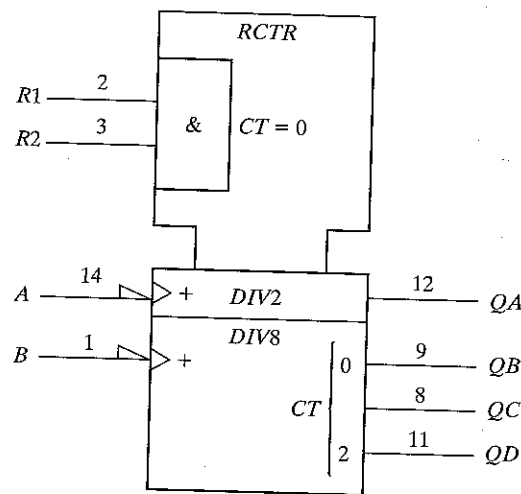 RCTR
R1 2
& CT = 0
R2 3
A 14 + DIV2 12 QA
DIV8
B 1 + 0 9 QB
CT 8 QC
2 11 QD